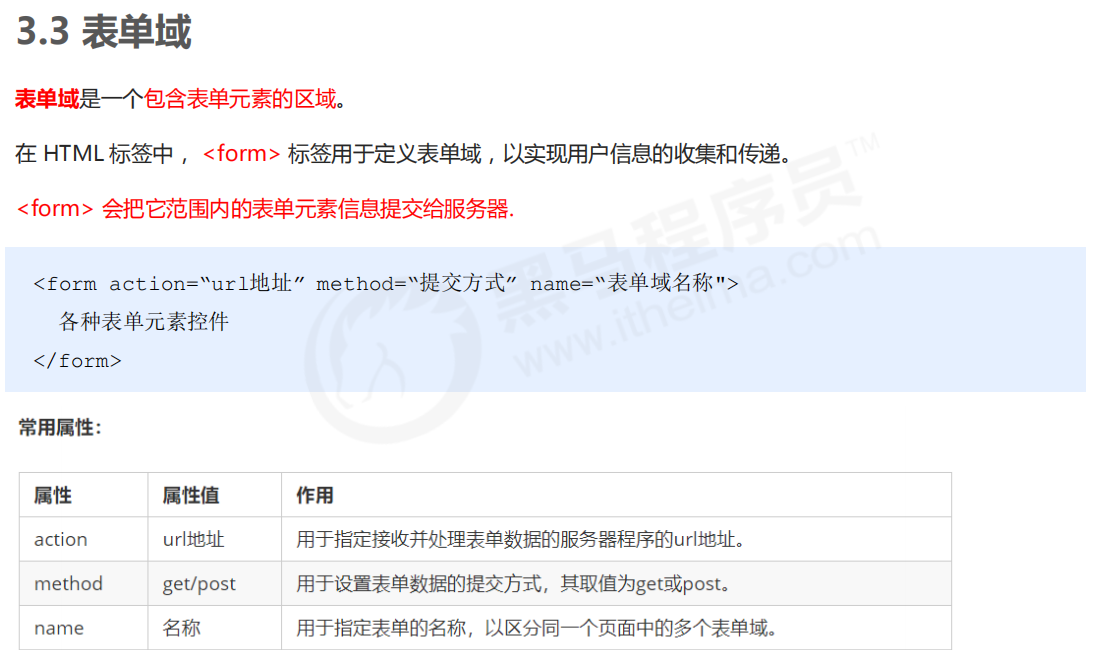 3.3 表单域
表单域是一个包含表单元素的区域。
在 HTML 标签中， <form> 标签用于定义表单域，以实现用户信息的收集和传递。
<form> 会把它范围内的表单元素信息提交给服务器.
<form action=“url地址” method=“提交方式” name=“表单域名称">
各种表单元素控件
</form>
常用属性：
属性 属性值 作用
action url地址 用于指定接收并处理表单数据的服务器程序的url地址。
method get/post 用于设置表单数据的提交方式，其取值为get或post。
name 名称 用于指定表单的名称，以区分同一个页面中的多个表单域。
黑马程序员™
www.itheima.com